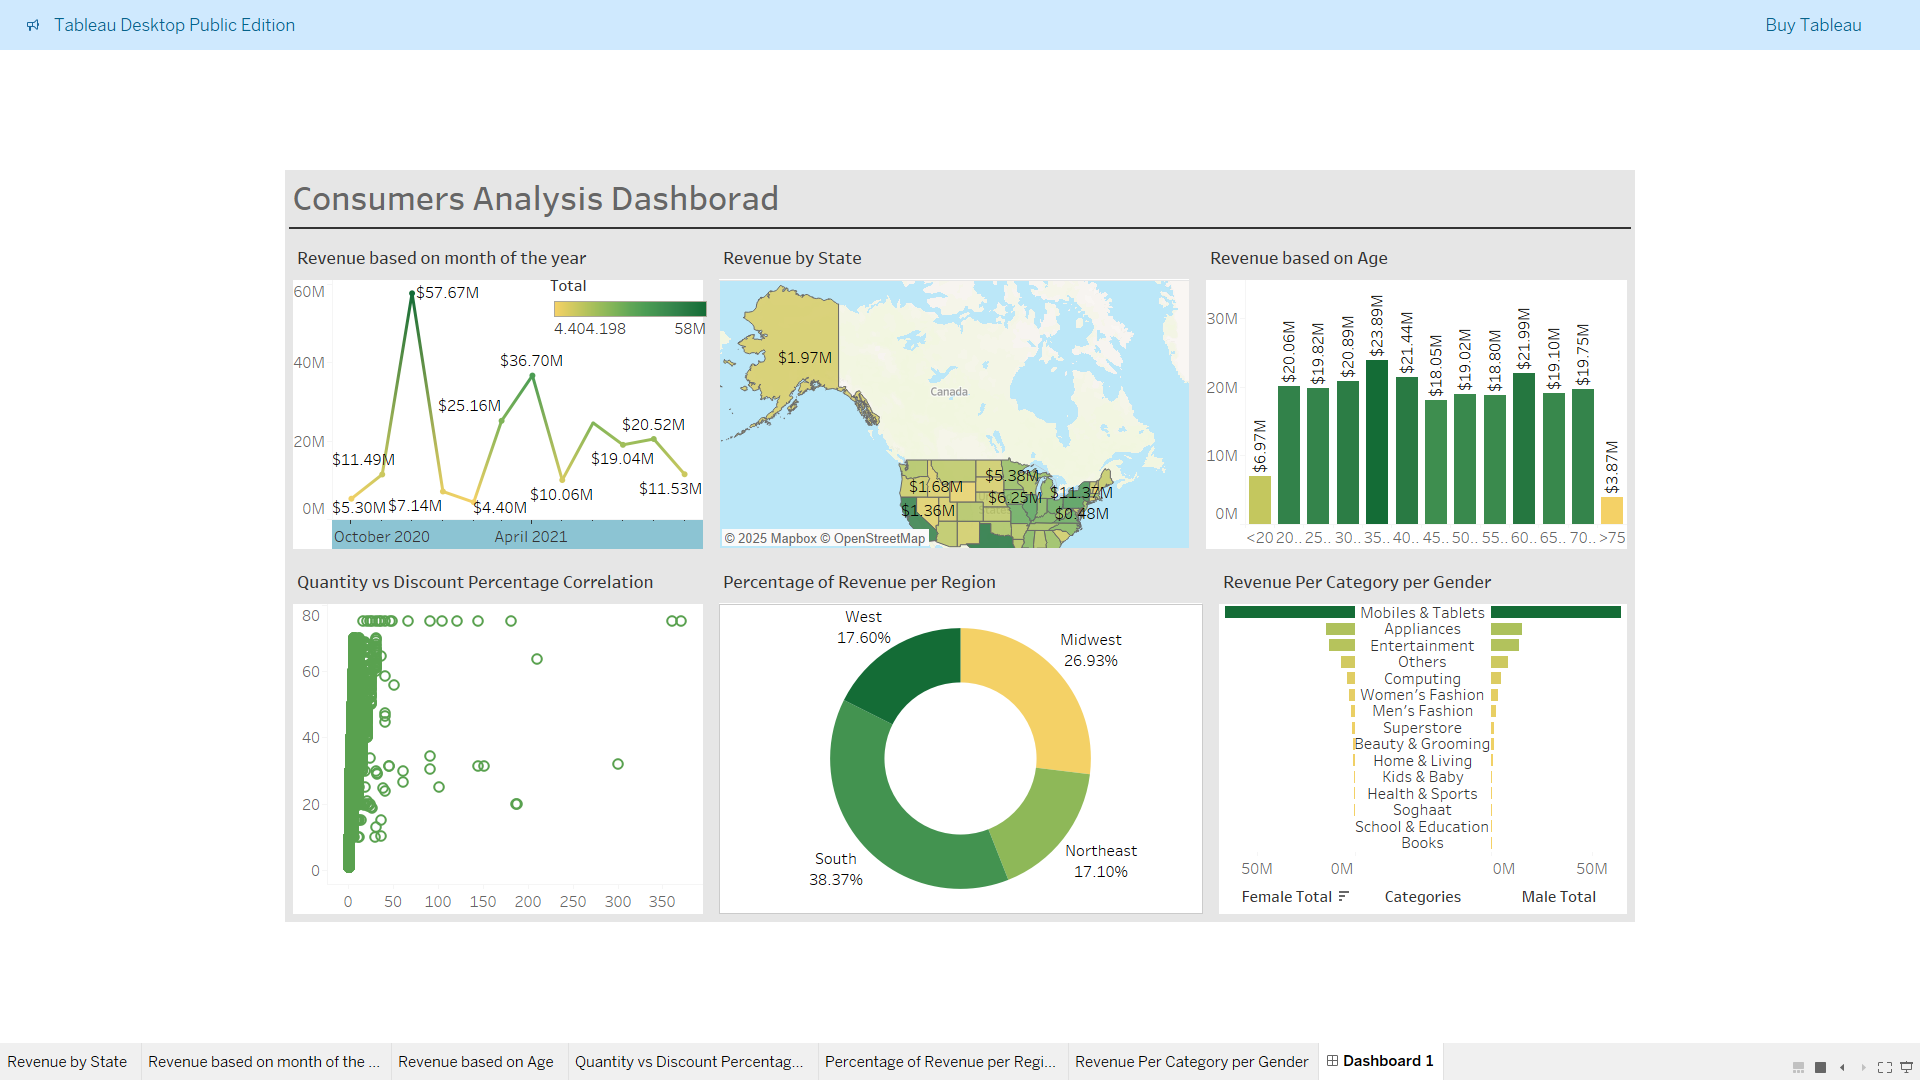 Tableau Desktop Public Edition
Buy Tableau
Consumers Analysis Dashborad
Revenue based on month of the year
60M
40M
20M
0M
$57.67M
$36.70M
$25.16M
$20.52M
$11.49M
$19.04M
$10.06M
$11.53M
$5.30M
$7.14M
$4.40M
Total
4.404.198
58M
October 2020
April 2021
Revenue by State
$1.97M
Canada
$5.38M
$1.68M
$6.25M
$11.37M
$1.36M
$0.48M
© 2025 Mapbox © OpenStreetMap
Revenue based on Age
30M
20M
10M
0M
$6.97M
$20.06M
$19.82M
$20.89M
$23.89M
$21.44M
$18.05M
$19.02M
$18.80M
$21.99M
$19.10M
$19.75M
$3.87M
<20 20.. 25.. 30.. 35.. 40.. 45.. 50.. 55.. 60.. 65.. 70.. >75
Quantity vs Discount Percentage Correlation
80
60
40
20
0
0 50 100 150 200 250 300 350
Percentage of Revenue per Region
West
17.60%
Midwest
26.93%
South
38.37%
Northeast
17.10%
Revenue Per Category per Gender
Mobiles & Tablets
Appliances
Entertainment
Others
Computing
Women's Fashion
Men's Fashion
Superstore
Beauty & Grooming
Home & Living
Kids & Baby
Health & Sports
Soghaat
School & Education
Books
50M 0M 0M 50M
Female Total Categories Male Total
Revenue by State
Revenue based on month of the ...
Revenue based on Age
Quantity vs Discount Percentag...
Percentage of Revenue per Regi...
Revenue Per Category per Gender
Dashboard 1